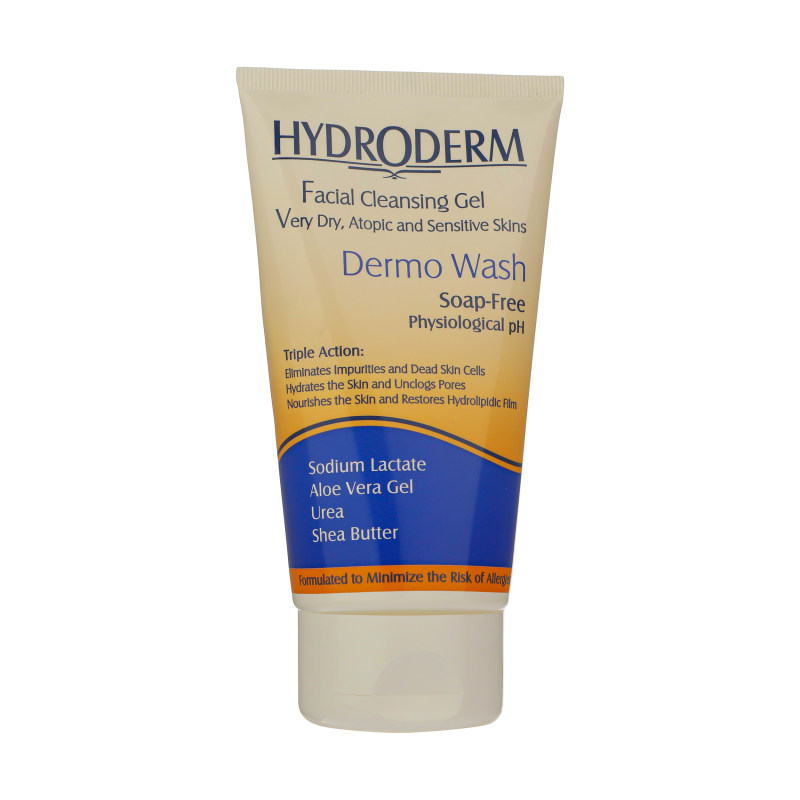 HYDRODERM
Facial Cleansing Gel
Very Dry, Atopic and Sensitive Skins
Dermo Wash
Soap-Free
Physiological pH
Triple Action:
Eliminates Impurities and Dead Skin Cells
Hydrates the Skin and Unclogs Pores
Nourishes the Skin and Restores Hydrolipidic Film
Sodium Lactate
Aloe Vera Gel
Urea
Shea Butter
Formulated to Minimize the Risk of Allergies